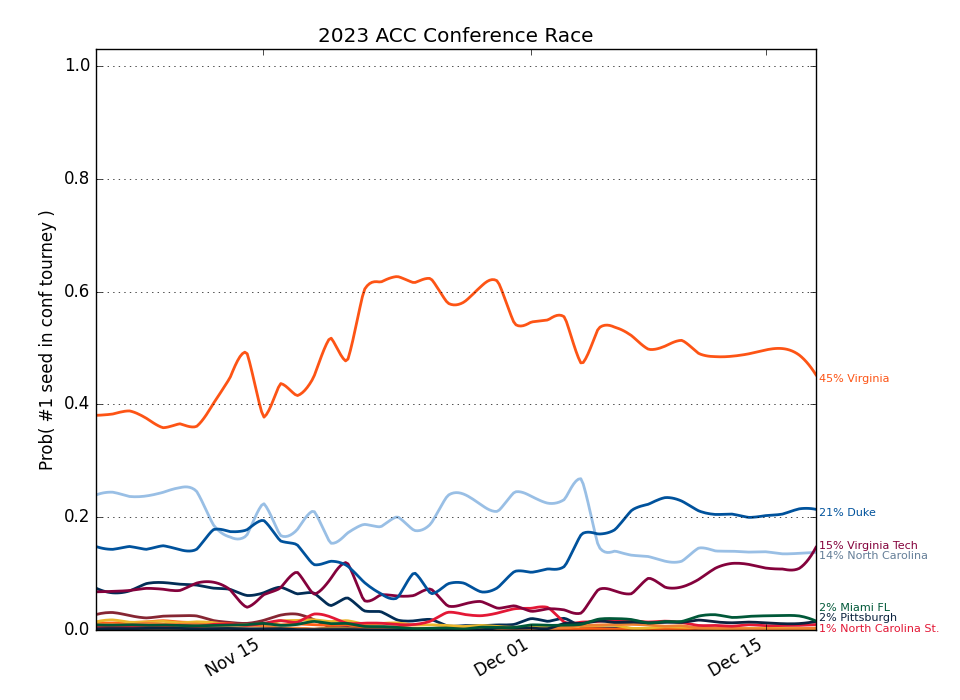 2023 ACC Conference Race
Prob( #1 seed in conf tourney )
1.0
0.8
0.6
0.4
0.2
0.0
Nov 15
Dec 01
Dec 15
45% Virginia
21% Duke
15% Virginia Tech
14% North Carolina
2% Miami FL
2% Pittsburgh
1% North Carolina St.